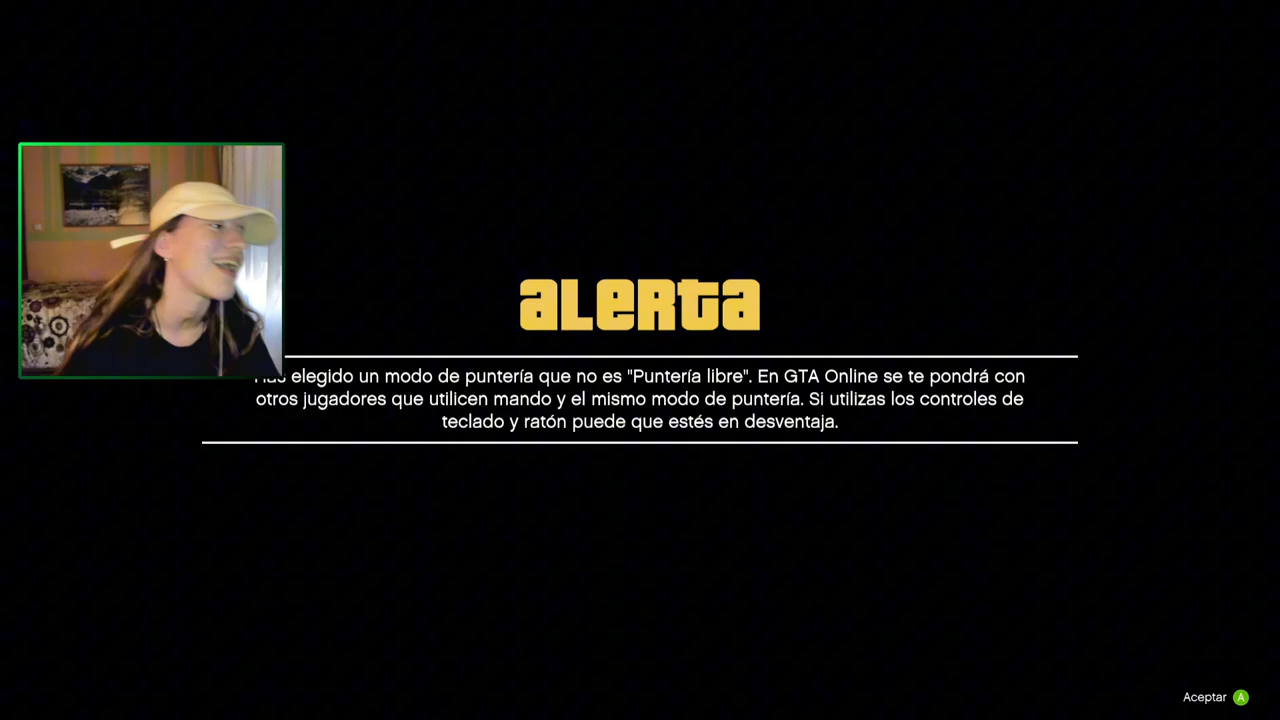 alerta
elegido un modo de puntería que no es "Puntería libre". En GTA Online se te pondrá con
otros jugadores que utilicen mando y el mismo modo de puntería. Si utilizas los controles de
teclado y ratón puede que estés en desventaja.
Aceptar A